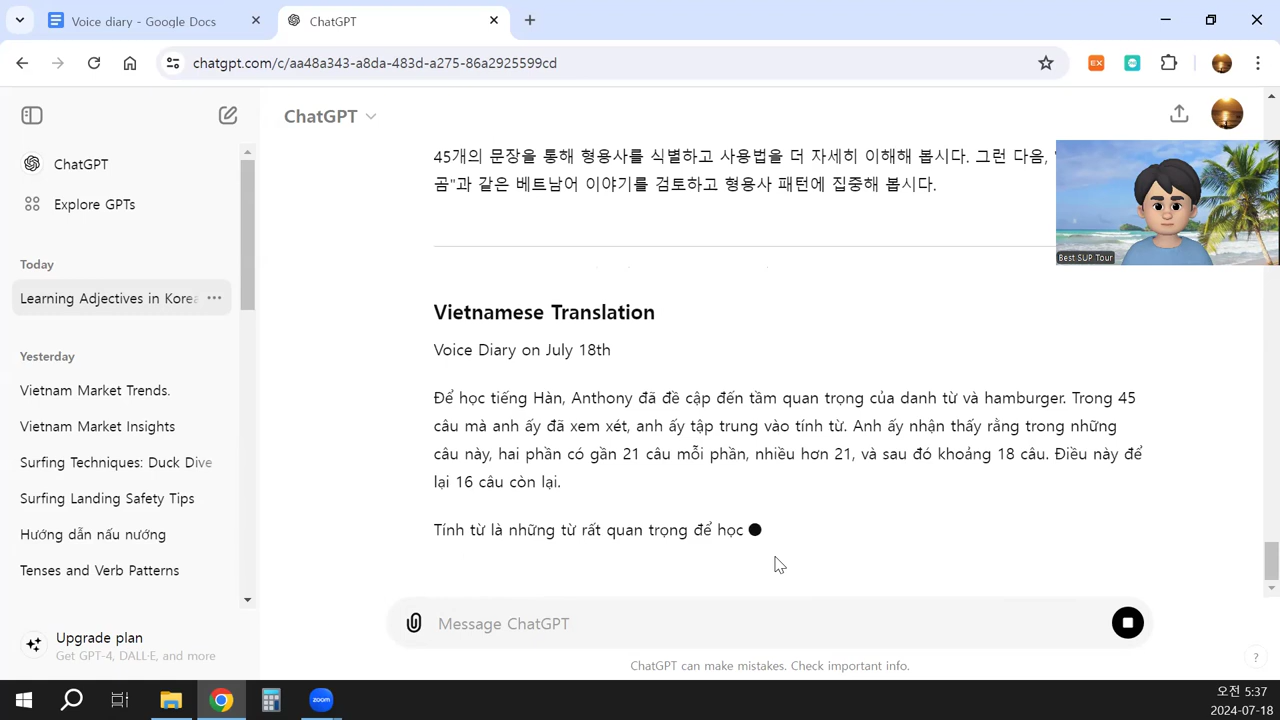 Voice diary - Google Docs
ChatGPT
chatgpt.com/c/aa48a343-a8da-483d-a275-86a2925599cd
EX
ChatGPT
ChatGPT
Explore GPTs
Today
Learning Adjectives in Korea
Yesterday
Vietnam Market Trends.
Vietnam Market Insights
Surfing Techniques: Duck Dive
Surfing Landing Safety Tips
Hướng dẫn nấu nướng
Tenses and Verb Patterns
Upgrade plan
Get GPT-4, DALL·E, and more
45개의 문장을 통해 형용사를 식별하고 사용법을 더 자세히 이해해 봅시다. 그런 다음,
곰"과 같은 베트남어 이야기를 검토하고 형용사 패턴에 집중해 봅시다.
Best SUP Tour
Vietnamese Translation
Voice Diary on July 18th
Để học tiếng Hàn, Anthony đã đề cập đến tầm quan trọng của danh từ và hamburger. Trong 45
câu mà anh ấy đã xem xét, anh ấy tập trung vào tính từ. Anh ấy nhận thấy rằng trong những
câu này, hai phần có gần 21 câu mỗi phần, nhiều hơn 21, và sau đó khoảng 18 câu. Điều này để
lại 16 câu còn lại.
Tính từ là những từ rất quan trọng để học
Message ChatGPT
ChatGPT can make mistakes. Check important info.
?
zoom
오전 5:37
2024-07-18